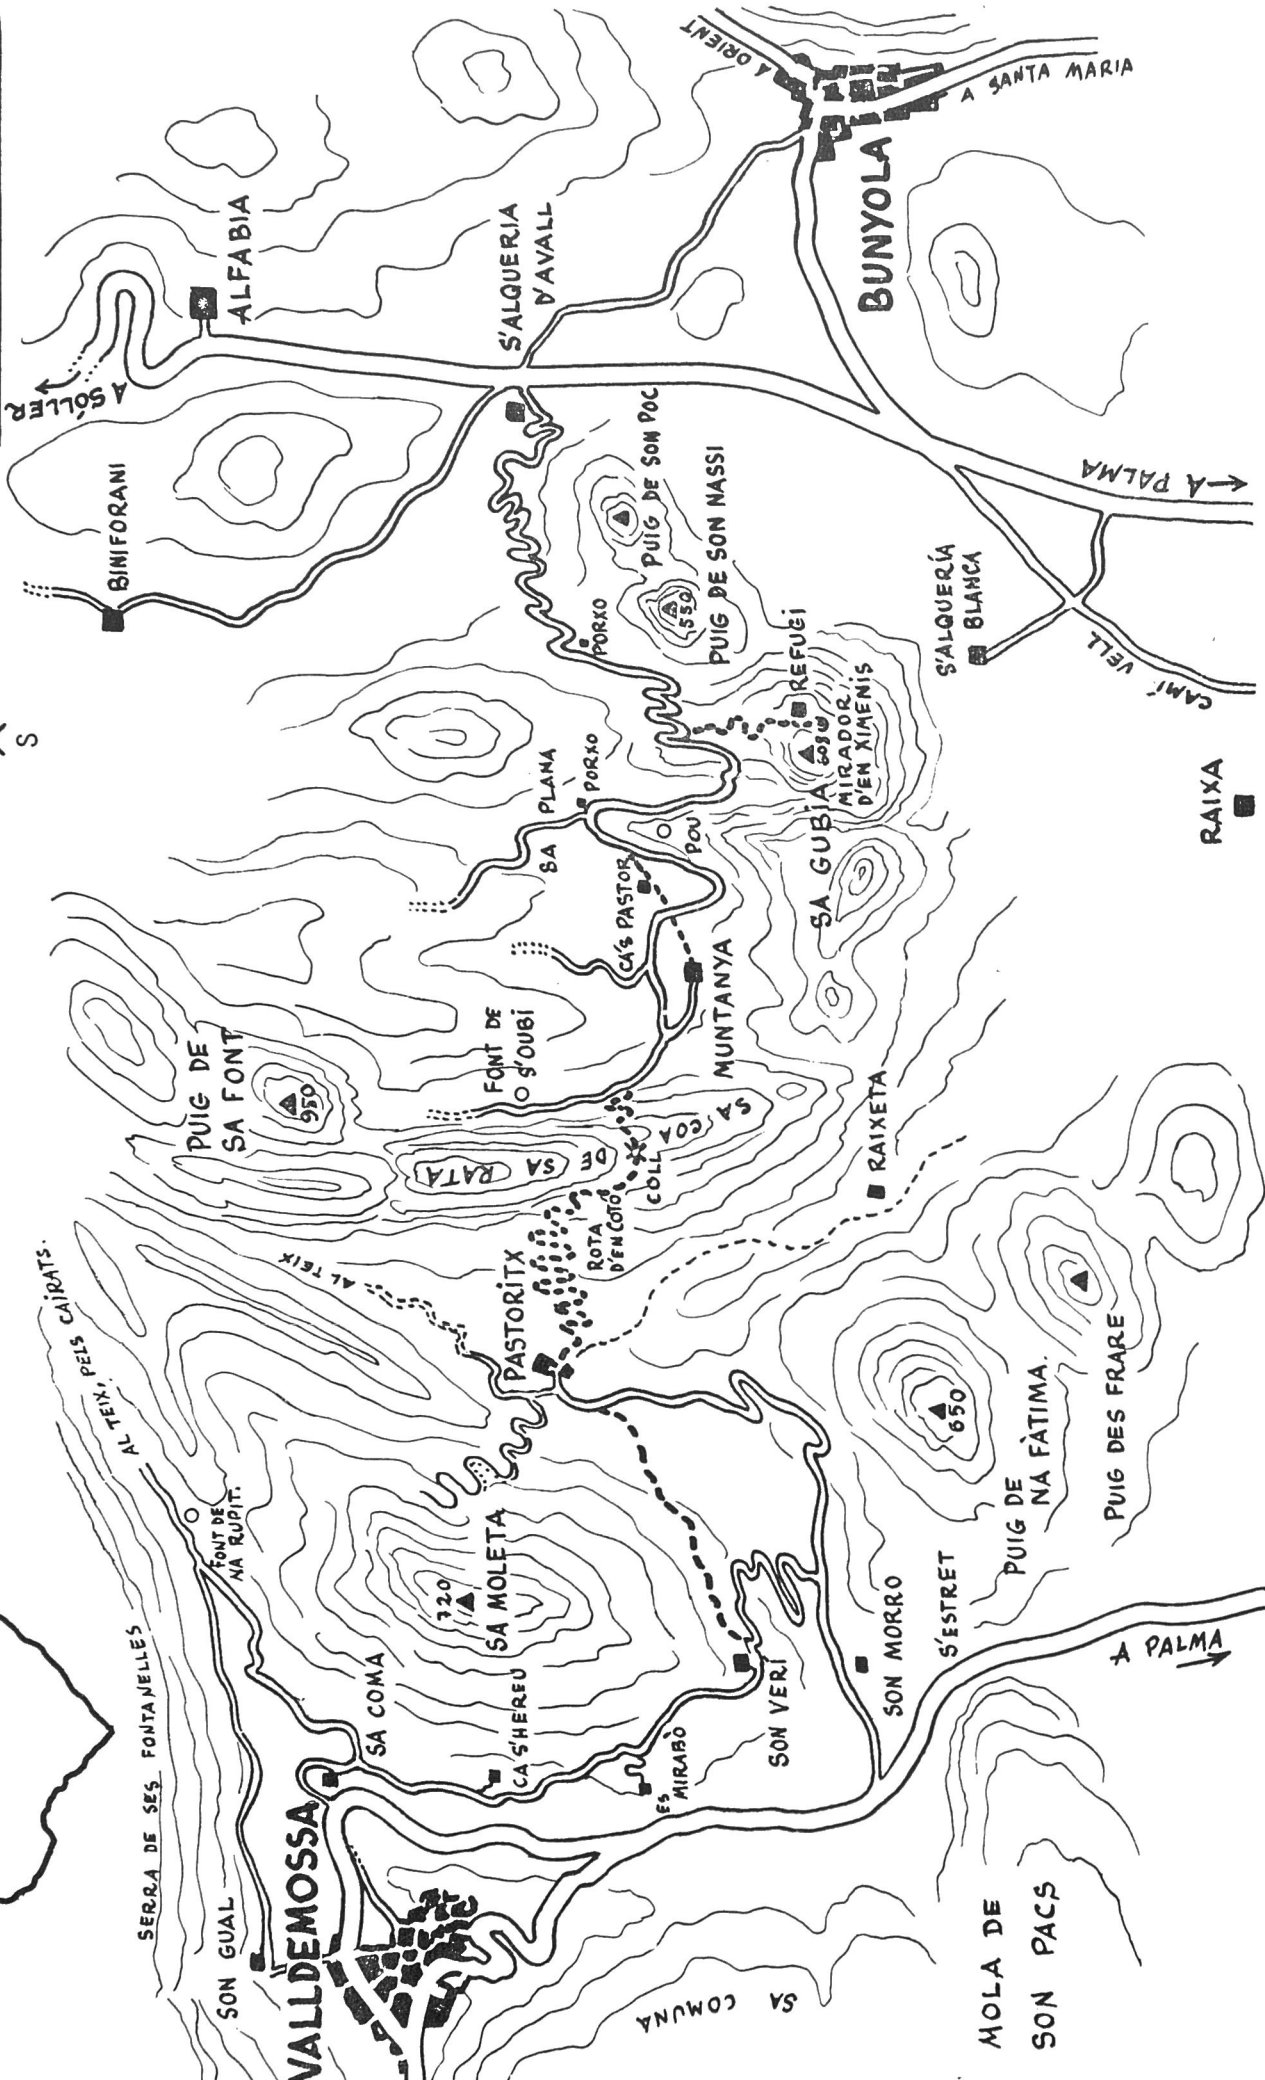 S
A SÓLLER
ALFABIA
BINIFORANI
S'ALQUERIA
D'AVALL
A ORIENT
BUNYOLA
A SANTA MARIA
PUIG DE SON POC
550
PUIG DE SON NASSI
PORXO
REFUGI
608
MIRADOR
D'EN XIMENIS
SA GUBIA
S'ALQUERÍA
BLANCA
A PALMA
CAMÍ VELL
RAIXA
SA PLANA
PORXO
POU
CA'S PASTOR
MUNTANYA
FONT DE
S'OUBI
PUIG DE
SA FONT
950
SA
COA
DE SA
RATA
COLL
ROTA
D'EN COTÓ
RAIXETA
PASTORITX
AL TEIX
AL TEIX, PELS CAIRATS.
FONT DE
NA RUPIT.
SERRA DE SES FONTANELLES
720
SA MOLETA
SA COMA
CA S'HEREU
ES
MIRABÒ
SON VERÍ
SON MORRO
S'ESTRET
650
PUIG DE
NA FÀTIMA.
PUIG DES FRARE
A PALMA
SON GUAL
VALLDEMOSSA
SA COMUNA
MOLA DE
SON PACS